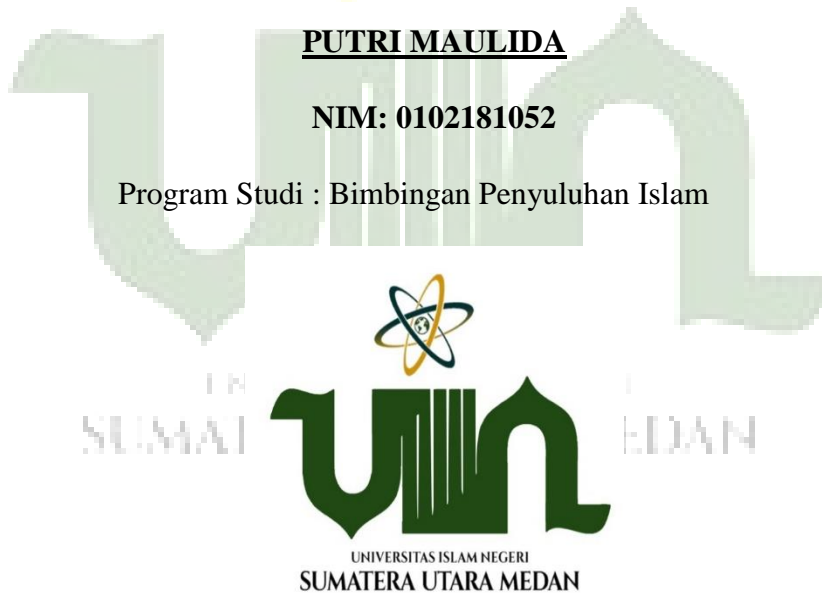 PUTRI MAULIDA
NIM: 0102181052
Program Studi : Bimbingan Penyuluhan Islam
UNIVERSITAS ISLAM NEGERI
SUMATERA UTARA MEDAN